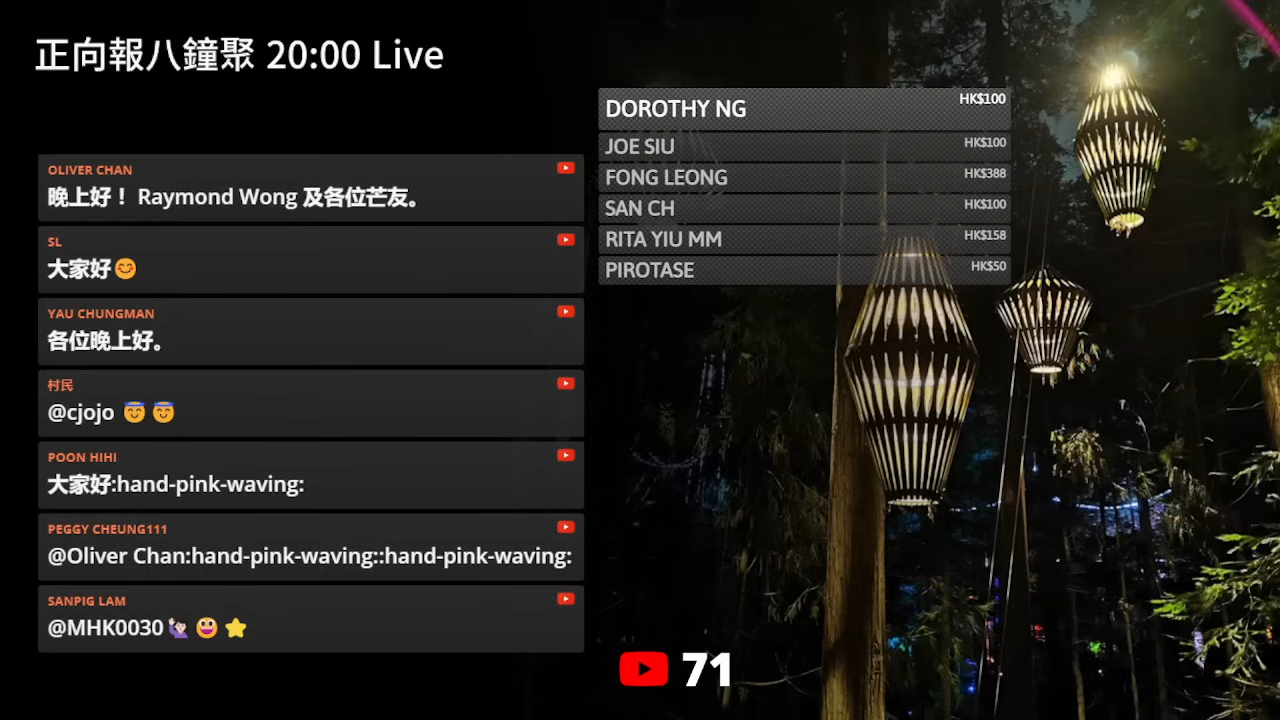 正向報八鐘聚 20:00 Live
OLIVER CHAN
晚上好！ Raymond Wong 及各位芒友。
SL
大家好😊
YAU CHUNGMAN
各位晚上好。
村民
@cjojo 😇 😇
POON HIHI
大家好:hand-pink-waving:
PEGGY CHEUNG111
@Oliver Chan:hand-pink-waving::hand-pink-waving:
SANPIG LAM
@MHK0030🙋🏻‍♀️ 😃 ⭐
DOROTHY NG HK$100
JOE SIU HK$100
FONG LEONG HK$388
SAN CH HK$100
RITA YIU MM HK$158
PIROTASE HK$50
71